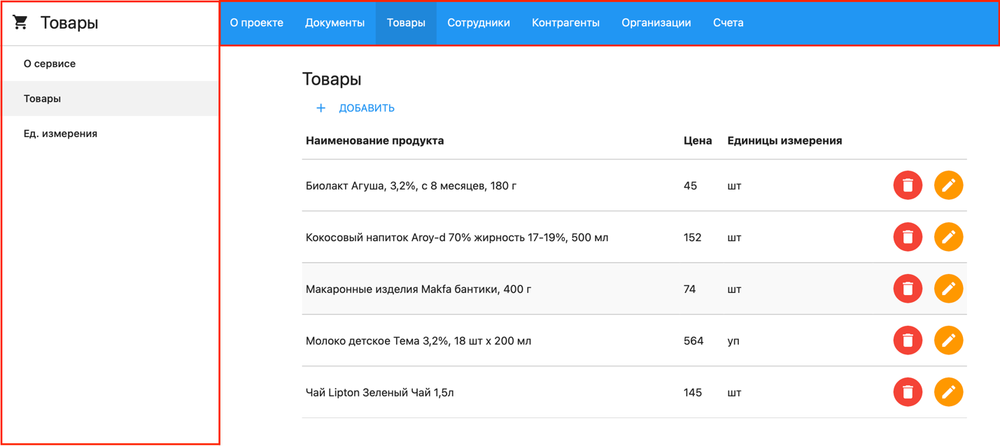 Товары
О проекте Документы Товары Сотрудники Контрагенты Организации Счета
О сервисе
Товары
Ед. измерения
Товары
+ ДОБАВИТЬ
Наименование продукта Цена Единицы измерения
Биолакт Агуша, 3,2%, с 8 месяцев, 180 г 45 шт
Кокосовый напиток Aroy-d 70% жирность 17-19%, 500 мл 152 шт
Макаронные изделия Makfa бантики, 400 г 74 шт
Молоко детское Тема 3,2%, 18 шт х 200 мл 564 уп
Чай Lipton Зеленый Чай 1,5л 145 шт